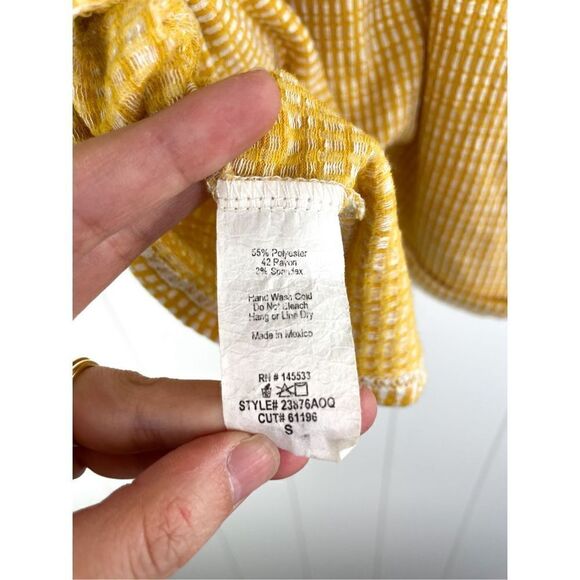 55% Polyester
42 Rayon
3% Spandex
Hand Wash Cold
Do Not Bleach
Hang or Line Dry
Made in Mexico
RN # 145533
STYLE# 23876AOQ
CUT# 61196
S